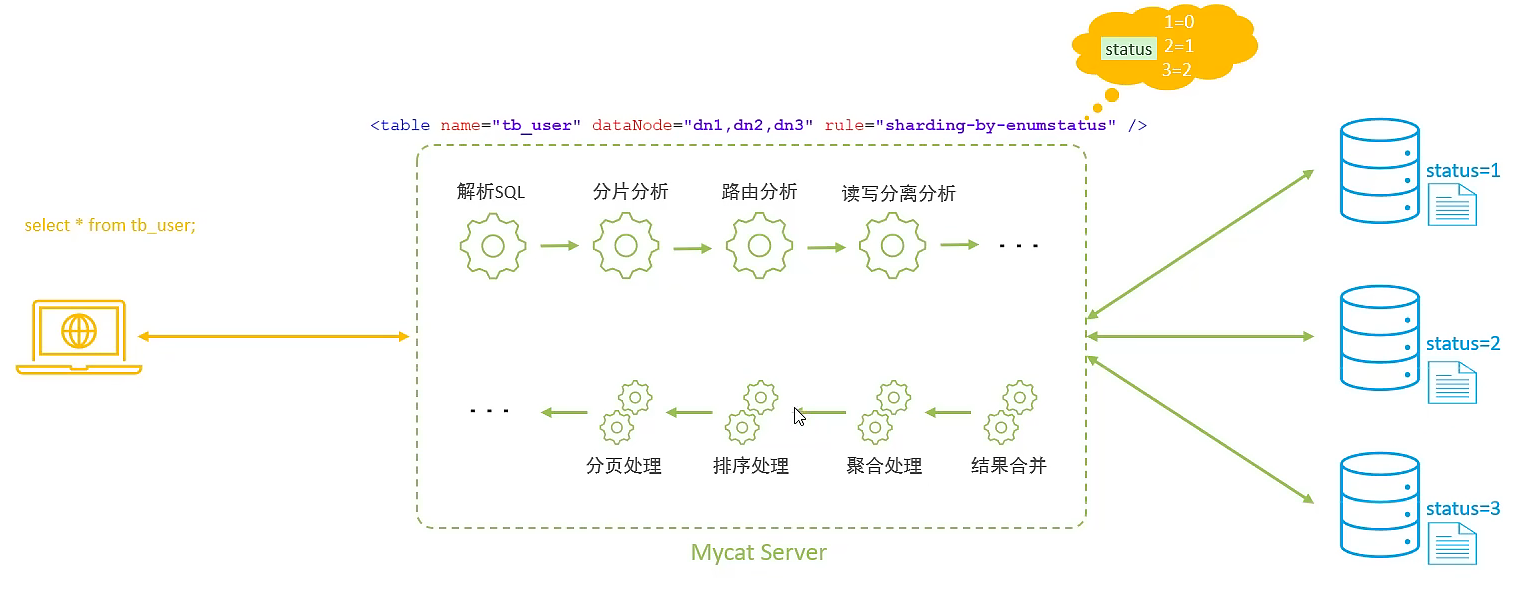 1=0
status 2=1
3=2
<table name="tb_user" dataNode="dn1,dn2,dn3" rule="sharding-by-enumstatus" />
解析SQL 分片分析 路由分析 读写分离分析
select * from tb_user;
. . .
status=1
status=2
. . .
分页处理 排序处理 聚合处理 结果合并
status=3
Mycat Server